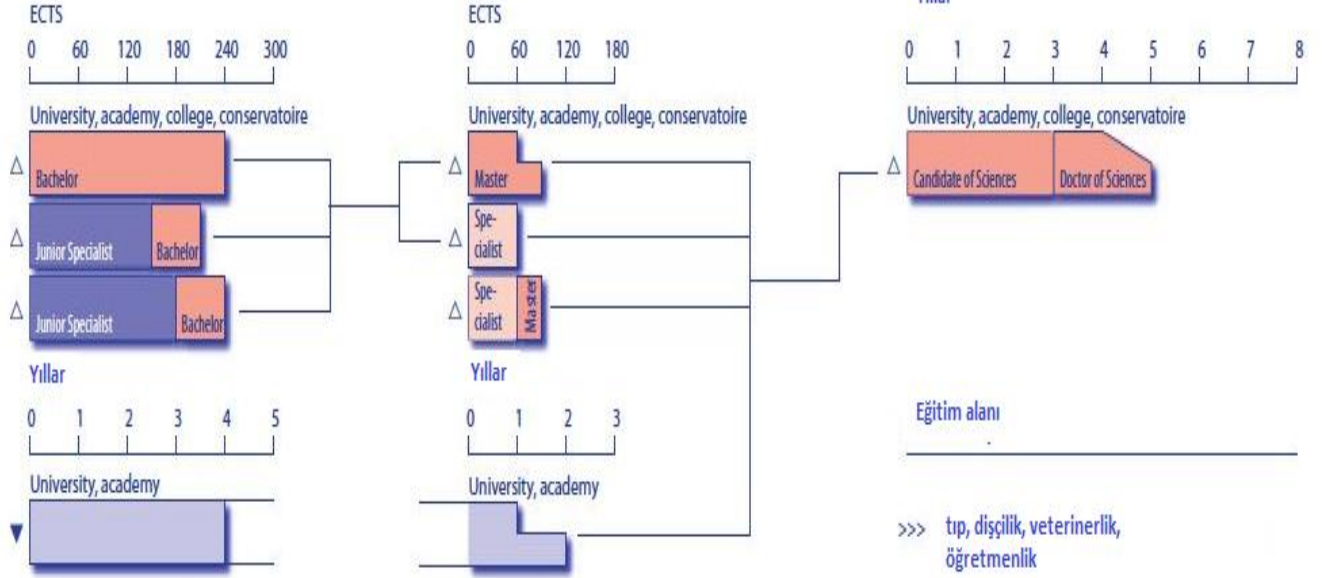 ECTS
0 60 120 180 240 300
University, academy, college, conservatoire
Bachelor
Junior Specialist
Bachelor
Junior Specialist
Bachelor
Yıllar
0 1 2 3 4 5
University, academy
ECTS
0 60 120 180
University, academy, college, conservatoire
Master
Spe-
cialist
Spe-
cialist
Master
Yıllar
0 1 2 3
University, academy
0 1 2 3 4 5 6 7 8
University, academy, college, conservatoire
Candidate of Sciences
Doctor of Sciences
Eğitim alanı
>>> tıp, dişçilik, veterinerlik,
öğretmenlik